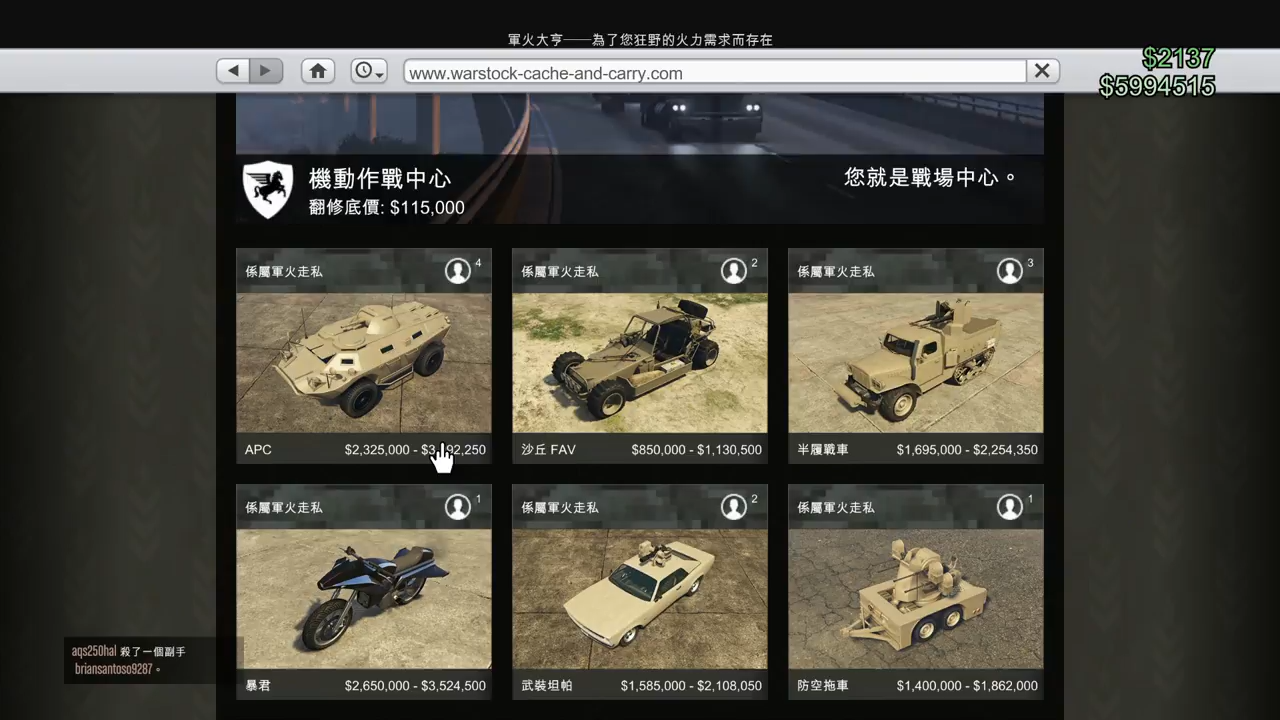 軍火大亨——為了您狂野的火力需求而存在
www.warstock-cache-and-carry.com
$2137
$5994515
機動作戰中心
您就是戰場中心。
翻修底價: $115,000
係屬軍火走私 4
係屬軍火走私 2
係屬軍火走私 3
APC $2,325,000 -
沙丘 FAV $850,000 - $1,130,500
半履戰車 $1,695,000 - $2,254,350
係屬軍火走私 1
係屬軍火走私 2
係屬軍火走私 1
暴君 $2,650,000 - $3,524,500
武裝坦帕 $1,585,000 - $2,108,050
防空拖車 $1,400,000 - $1,862,000
aqs250hal 殺了一個副手
briansantoso9287。